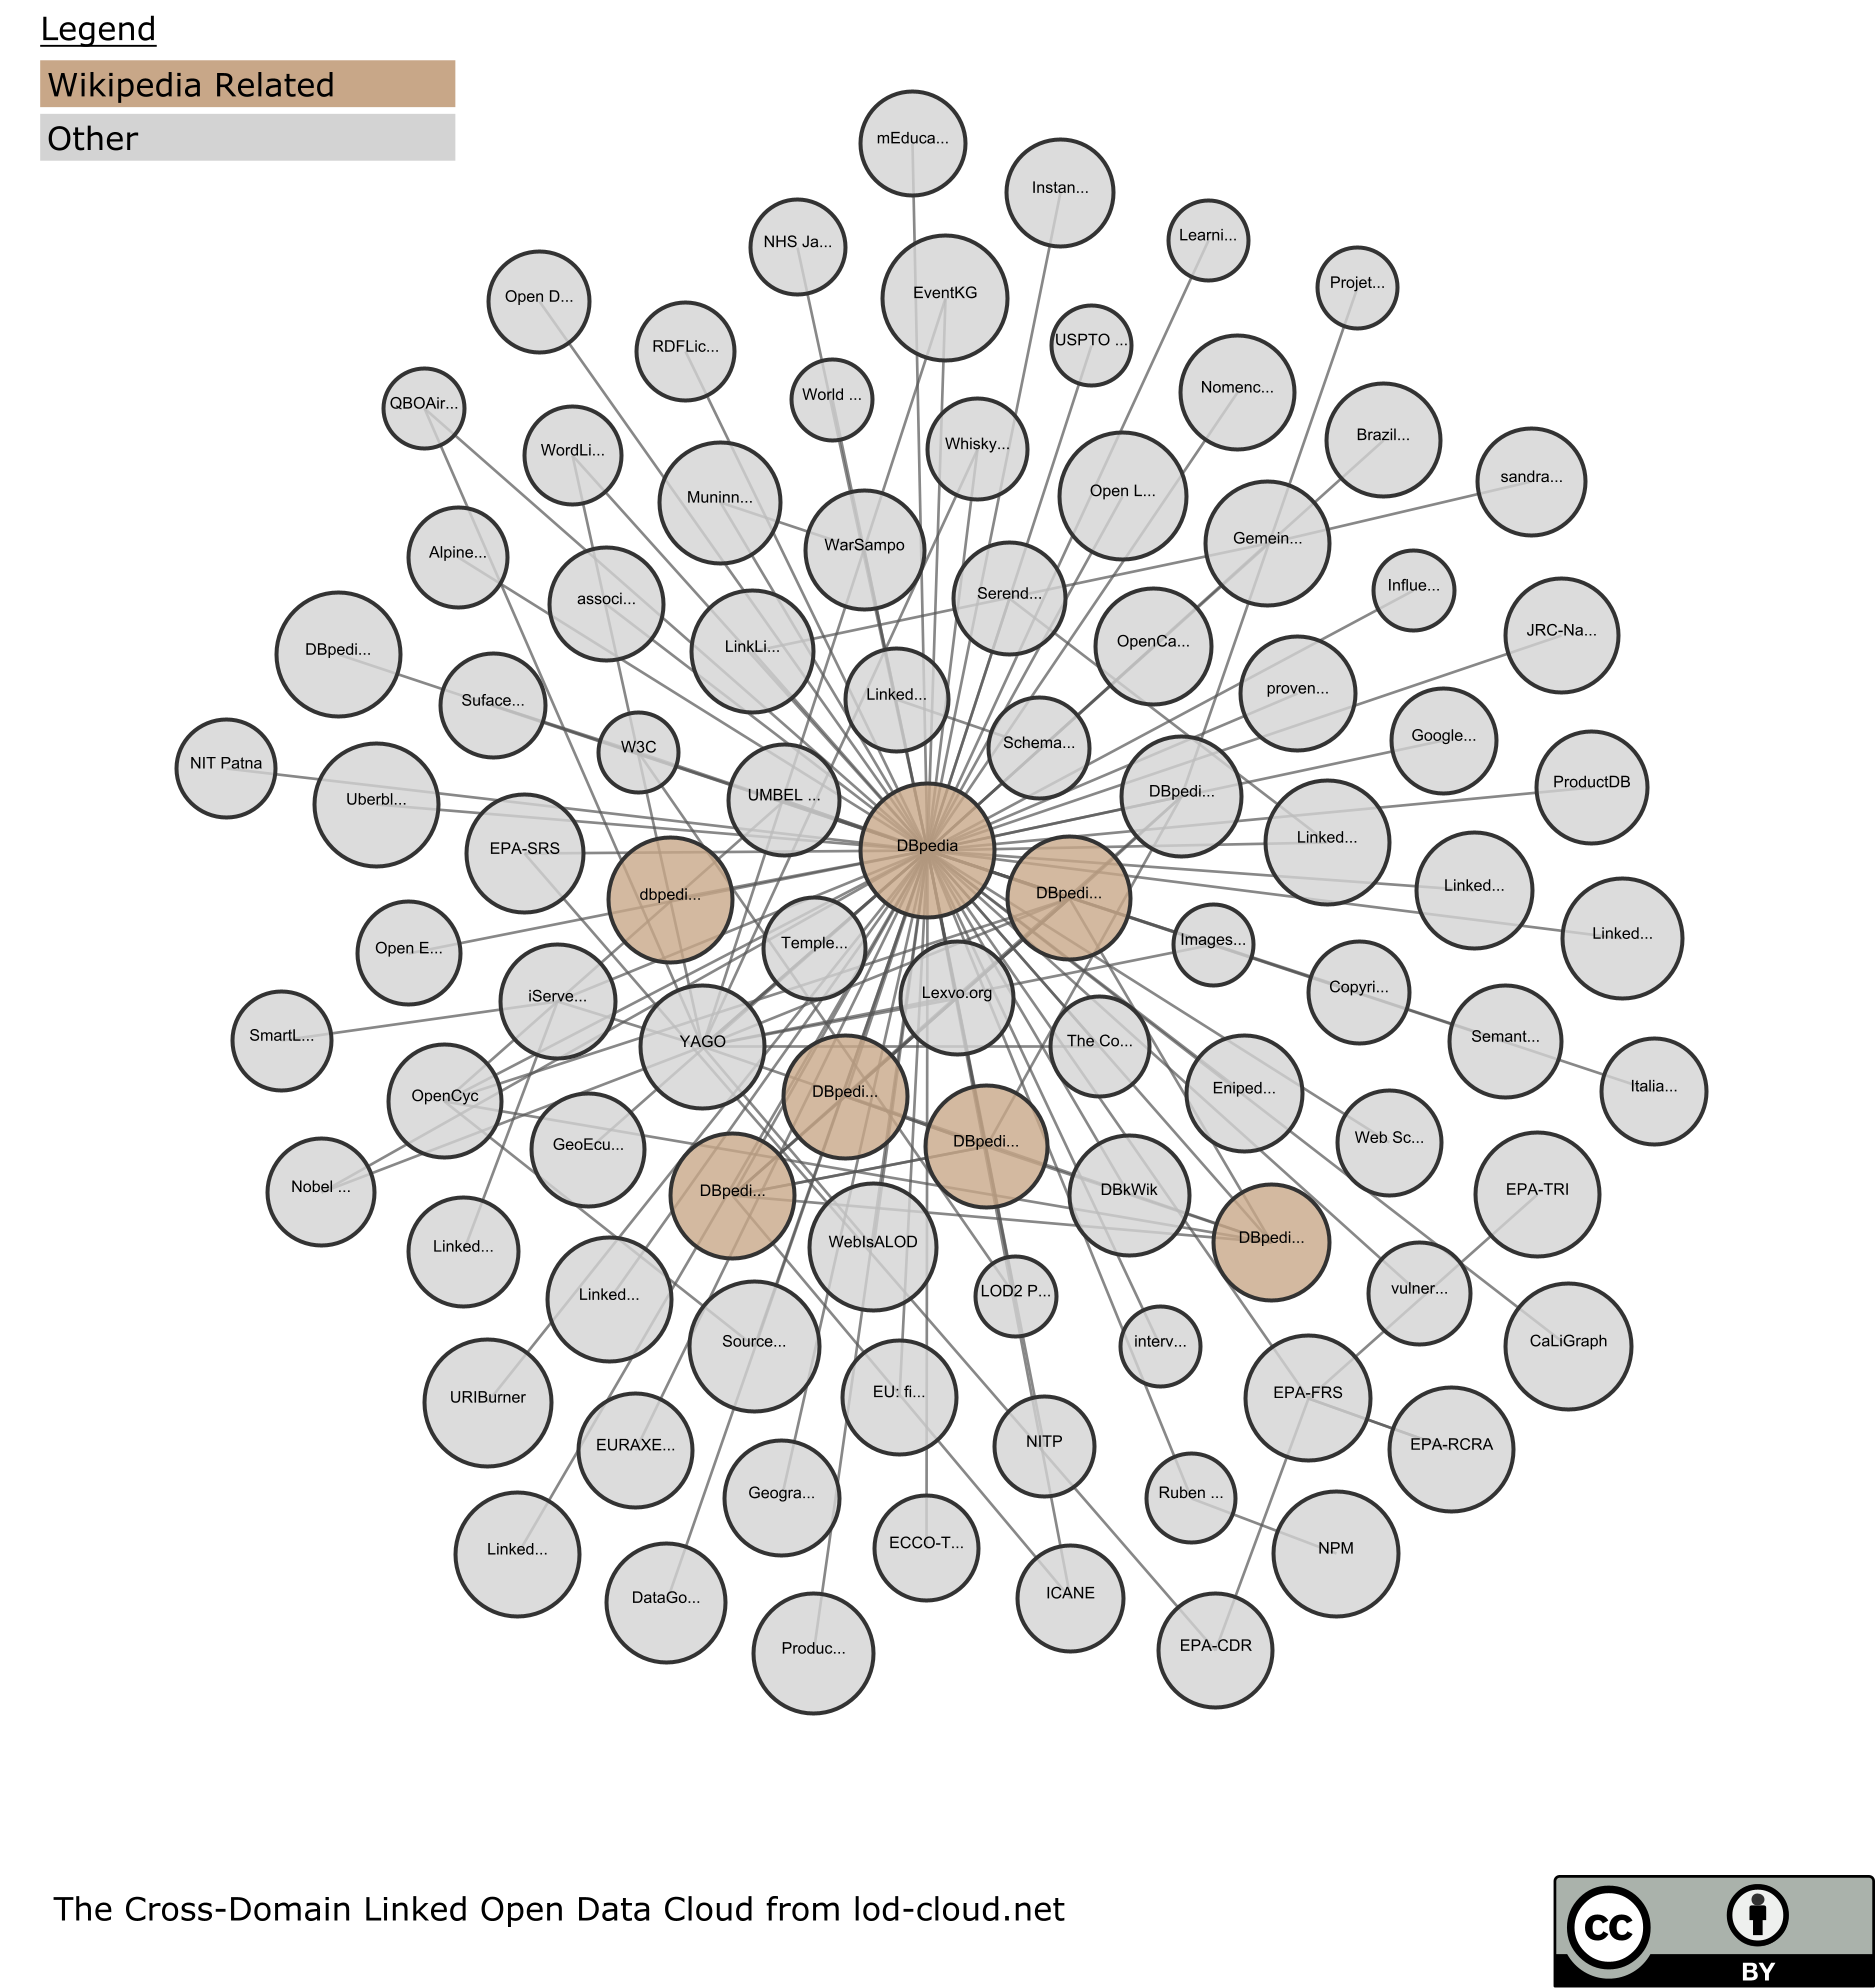 Legend
Wikipedia Related
Other
mEduca...
Instan...
Learni...
NHS Ja...
Projet...
EventKG
Open D...
USPTO ...
RDFLic...
Nomenc...
World ...
QBOAir...
Brazil...
Whisky...
WordLi...
sandra...
Open L...
Muninn...
Gemein...
WarSampo
Alpine...
Influe...
Serend...
associ...
JRC-Na...
OpenCa...
LinkLi...
DBpedi...
proven...
Linked...
Suface...
Google...
Schema...
W3C
NIT Patna
ProductDB
DBpedi...
UMBEL ...
Uberbl...
Linked...
DBpedia
EPA-SRS
Linked...
DBpedi...
dbpedi...
Linked...
Images...
Temple...
Open E...
Copyri...
Lexvo.org
iServe...
SmartL...
Semant...
The Co...
YAGO
Italia...
Eniped...
DBpedi...
OpenCyc
Web Sc...
DBpedi...
GeoEcu...
Nobel ...
DBpedi...
DBkWik
EPA-TRI
DBpedi...
WebIsALOD
Linked...
LOD2 P...
vulner...
Linked...
Source...
interv...
CaLiGraph
EU: fi...
EPA-FRS
URIBurner
NITP
EURAXE...
EPA-RCRA
Geogra...
Ruben ...
ECCO-T...
Linked...
NPM
DataGo...
ICANE
Produc...
EPA-CDR
The Cross-Domain Linked Open Data Cloud from lod-cloud.net
cc
BY